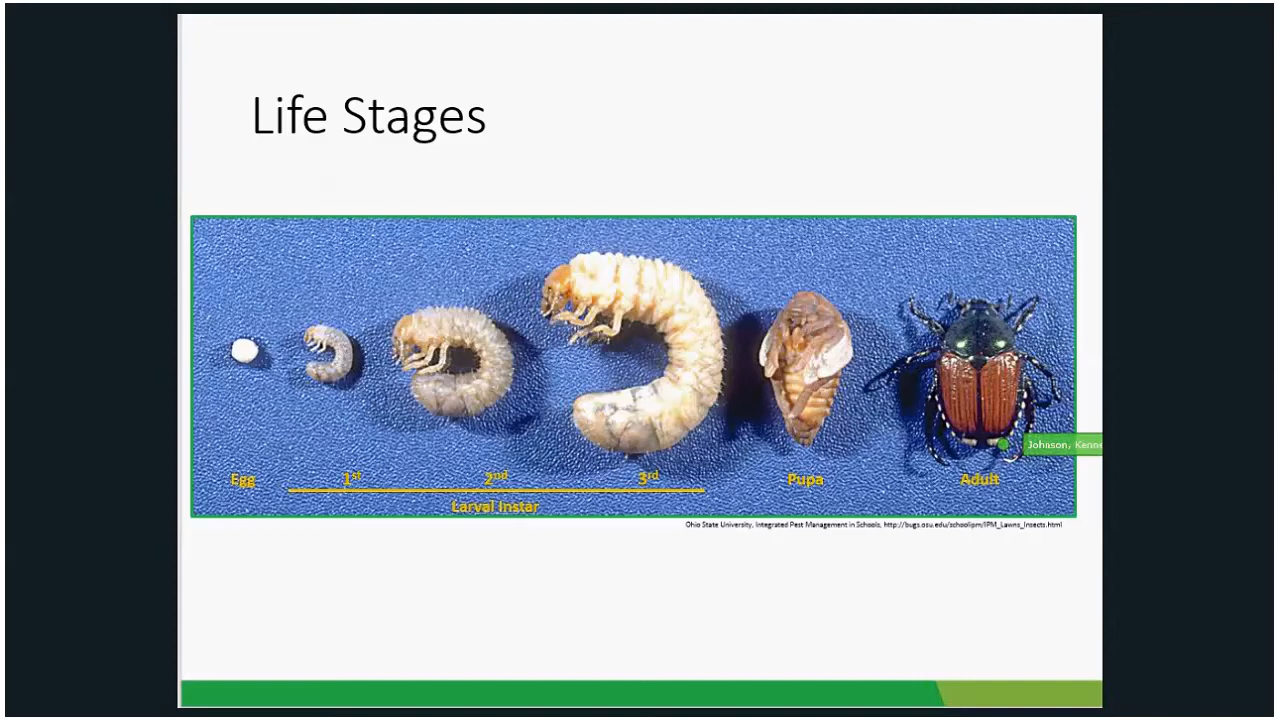 Life Stages
Egg 1st 2nd 3rd Pupa Adult
Larval Instar
Johnson, Kenne
Ohio State University, Integrated Pest Management in Schools, http://bugs.osu.edu/schoolipm/IPM_Lawns_Insects.html